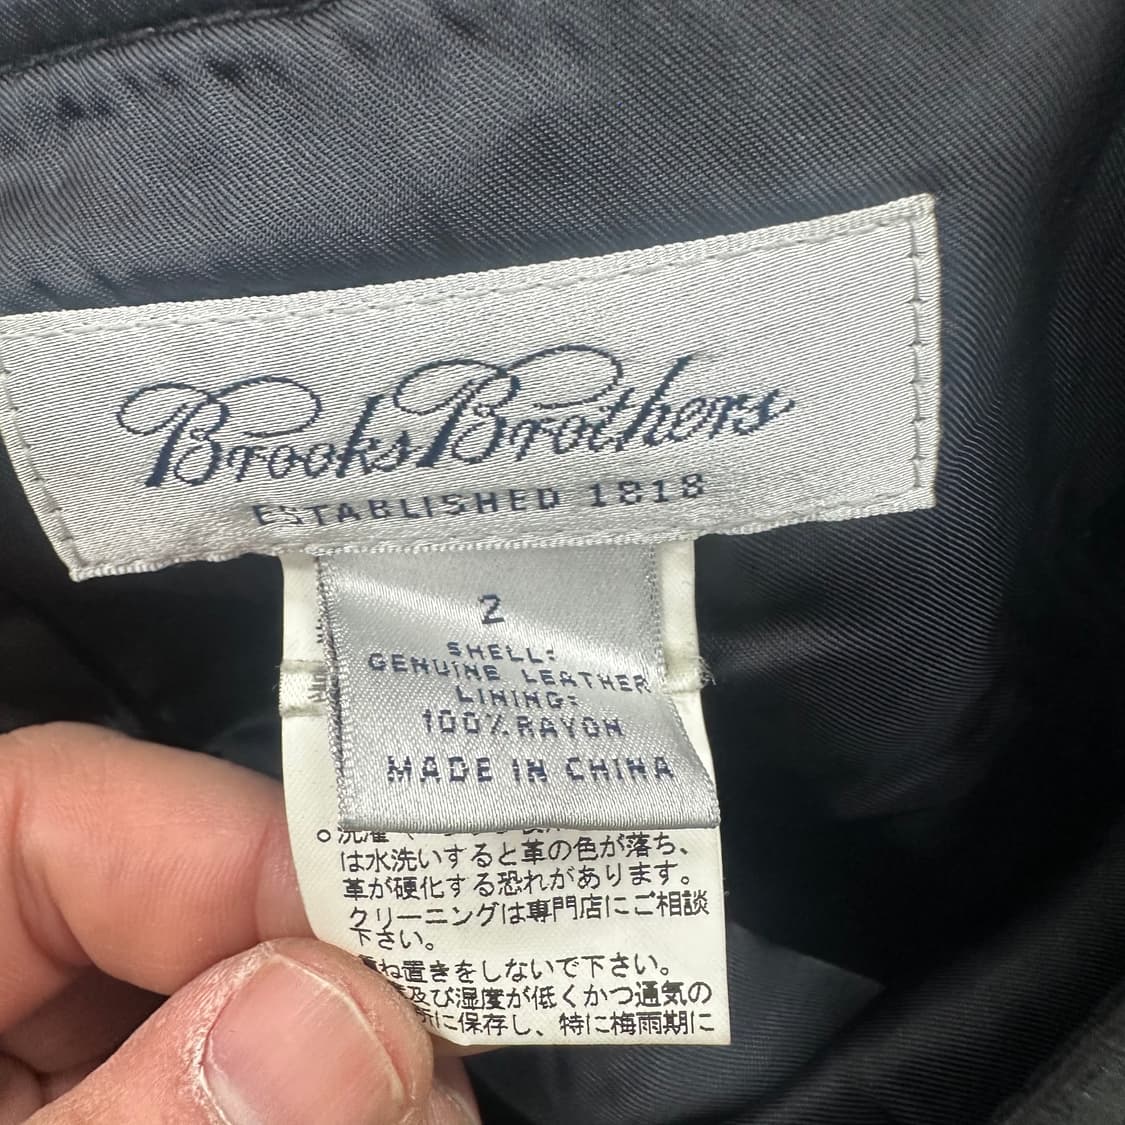 Brooks Brothers
ESTABLISHED 1818
2
SHELL:
GENUINE LEATHER
LINING:
100% RAYON
MADE IN CHINA
。洗濯
は水洗いすると革の色が落ち、
革が硬化する恐れがあります。
クリーニングは専門店にご相談
下さい。
ね置きをしないで下さい。
及び湿度が低くかつ通気の
所に保存し、特に梅雨期に